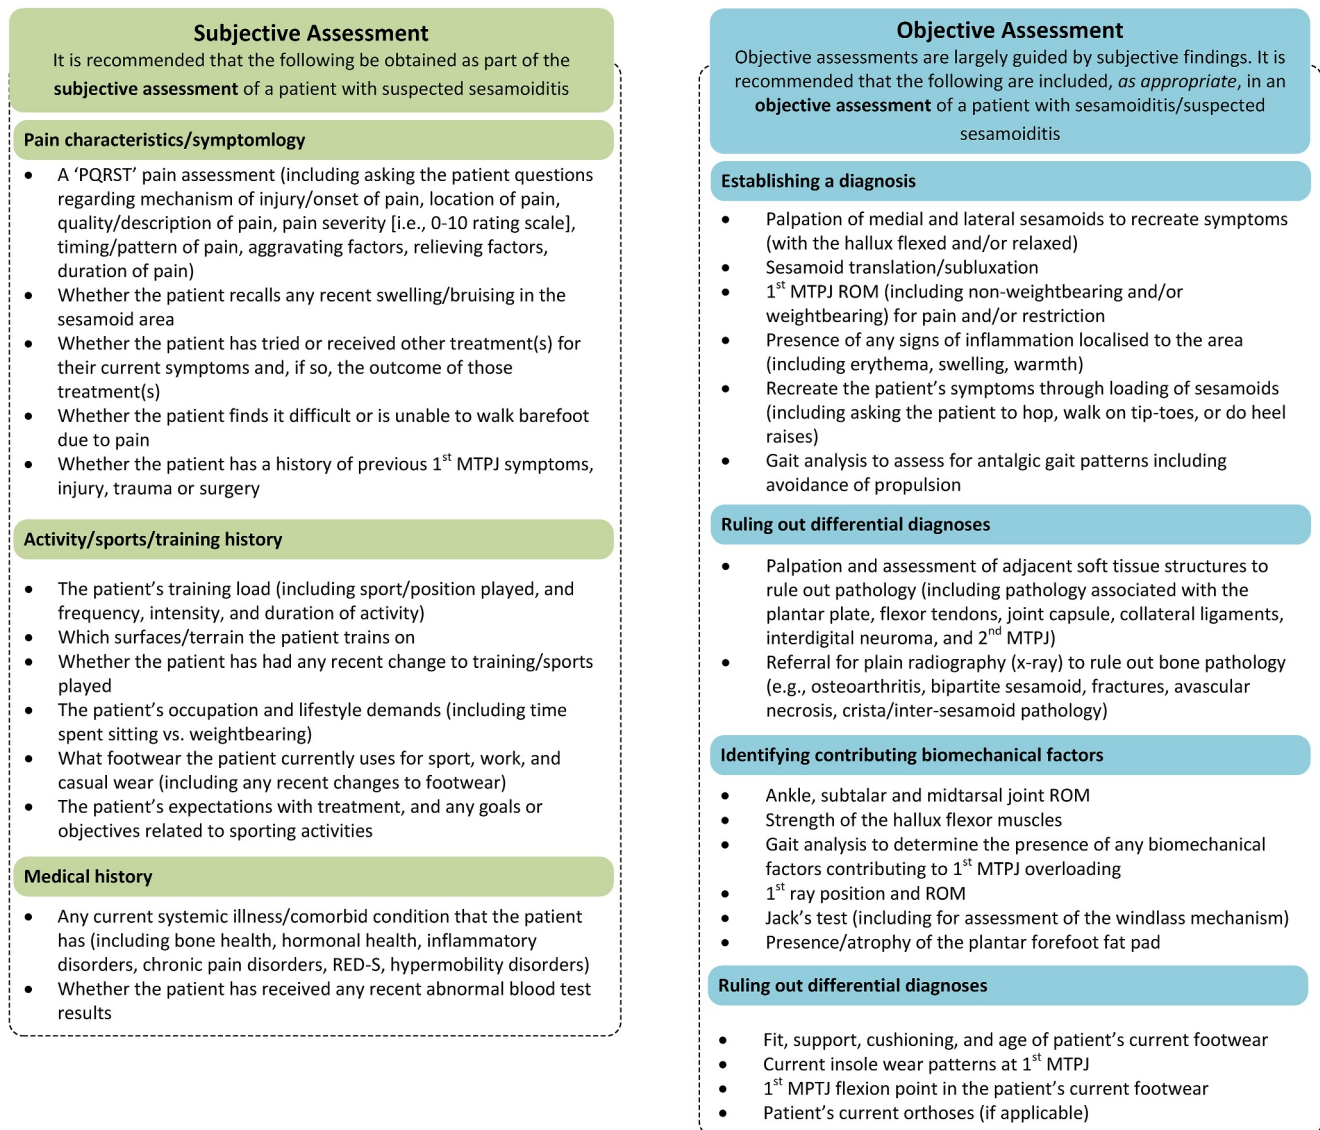 Subjective Assessment
It is recommended that the following be obtained as part of the
subjective assessment of a patient with suspected sesamoiditis
Pain characteristics/symptomlogy
• A ‘PQRST’ pain assessment (including asking the patient questions
regarding mechanism of injury/onset of pain, location of pain,
quality/description of pain, pain severity [i.e., 0-10 rating scale],
timing/pattern of pain, aggravating factors, relieving factors,
duration of pain)
• Whether the patient recalls any recent swelling/bruising in the
sesamoid area
• Whether the patient has tried or received other treatment(s) for
their current symptoms and, if so, the outcome of those
treatment(s)
• Whether the patient finds it difficult or is unable to walk barefoot
due to pain
• Whether the patient has a history of previous 1st MTPJ symptoms,
injury, trauma or surgery
Activity/sports/training history
• The patient’s training load (including sport/position played, and
frequency, intensity, and duration of activity)
• Which surfaces/terrain the patient trains on
• Whether the patient has had any recent change to training/sports
played
• The patient’s occupation and lifestyle demands (including time
spent sitting vs. weightbearing)
• What footwear the patient currently uses for sport, work, and
casual wear (including any recent changes to footwear)
• The patient’s expectations with treatment, and any goals or
objectives related to sporting activities
Medical history
• Any current systemic illness/comorbid condition that the patient
has (including bone health, hormonal health, inflammatory
disorders, chronic pain disorders, RED-S, hypermobility disorders)
• Whether the patient has received any recent abnormal blood test
results
Objective Assessment
Objective assessments are largely guided by subjective findings. It is
recommended that the following are included, as appropriate, in an
objective assessment of a patient with sesamoiditis/suspected
sesamoiditis
Establishing a diagnosis
• Palpation of medial and lateral sesamoids to recreate symptoms
(with the hallux flexed and/or relaxed)
• Sesamoid translation/subluxation
• 1st MTPJ ROM (including non-weightbearing and/or
weightbearing) for pain and/or restriction
• Presence of any signs of inflammation localised to the area
(including erythema, swelling, warmth)
• Recreate the patient’s symptoms through loading of sesamoids
(including asking the patient to hop, walk on tip-toes, or do heel
raises)
• Gait analysis to assess for antalgic gait patterns including
avoidance of propulsion
Ruling out differential diagnoses
• Palpation and assessment of adjacent soft tissue structures to
rule out pathology (including pathology associated with the
plantar plate, flexor tendons, joint capsule, collateral ligaments,
interdigital neuroma, and 2nd MTPJ)
• Referral for plain radiography (x-ray) to rule out bone pathology
(e.g., osteoarthritis, bipartite sesamoid, fractures, avascular
necrosis, crista/inter-sesamoid pathology)
Identifying contributing biomechanical factors
• Ankle, subtalar and midtarsal joint ROM
• Strength of the hallux flexor muscles
• Gait analysis to determine the presence of any biomechanical
factors contributing to 1st MTPJ overloading
• 1st ray position and ROM
• Jack’s test (including for assessment of the windlass mechanism)
• Presence/atrophy of the plantar forefoot fat pad
Ruling out differential diagnoses
• Fit, support, cushioning, and age of patient’s current footwear
• Current insole wear patterns at 1st MTPJ
• 1st MPTJ flexion point in the patient’s current footwear
• Patient’s current orthoses (if applicable)